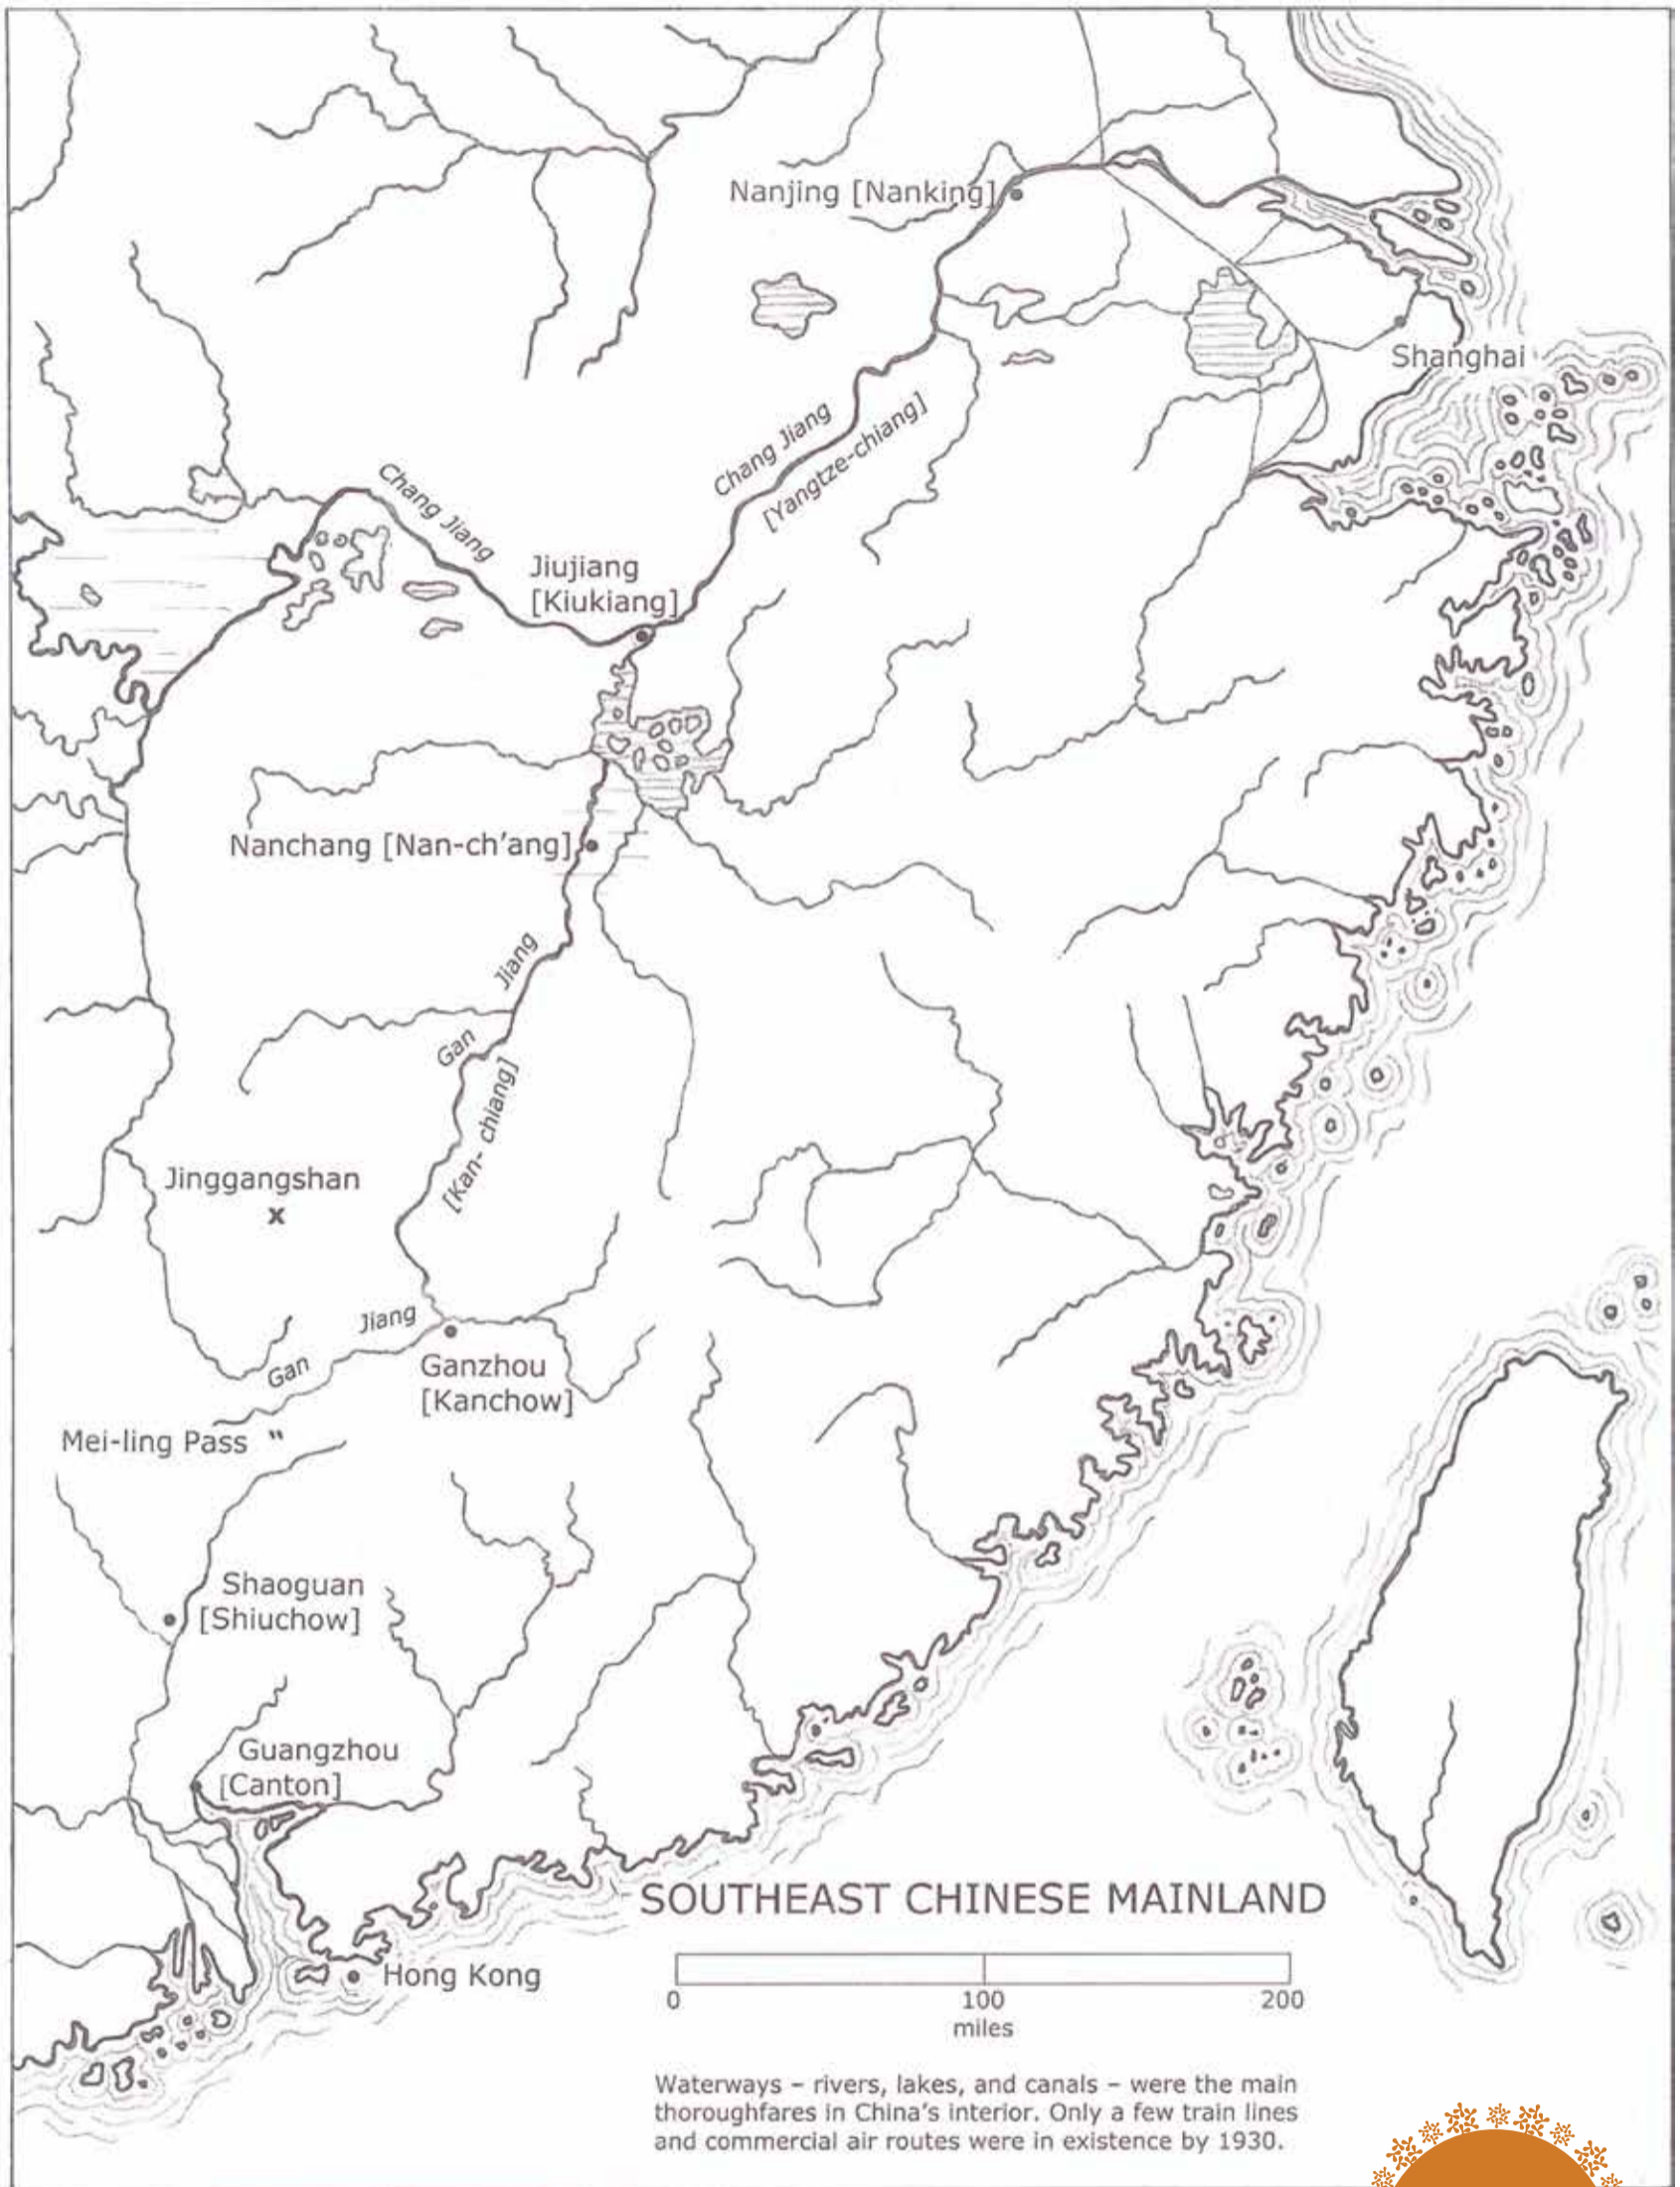 Nanjing [Nanking]
Shanghai
Chang Jiang
[Yangtze-chiang]
Chang Jiang
Jiujiang
[Kiukiang]
Nanchang [Nan-ch'ang]
Gan Jiang
[Kan- chiang]
Jinggangshan
x
Gan Jiang
Ganzhou
[Kanchow]
Mei-ling Pass "
Shaoguan
[Shiuchow]
Guangzhou
[Canton]
Hong Kong
SOUTHEAST CHINESE MAINLAND
0 100 200
miles
Waterways – rivers, lakes, and canals – were the main
thoroughfares in China's interior. Only a few train lines
and commercial air routes were in existence by 1930.